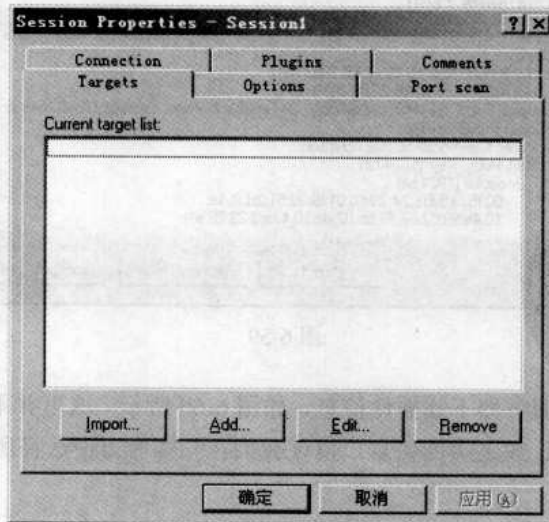 Session Properties - Session1
Connection Plugins Comments
Targets Options Port scan
Current target list:
Import... Add... Edit... Remove
确定 取消 应用(A)